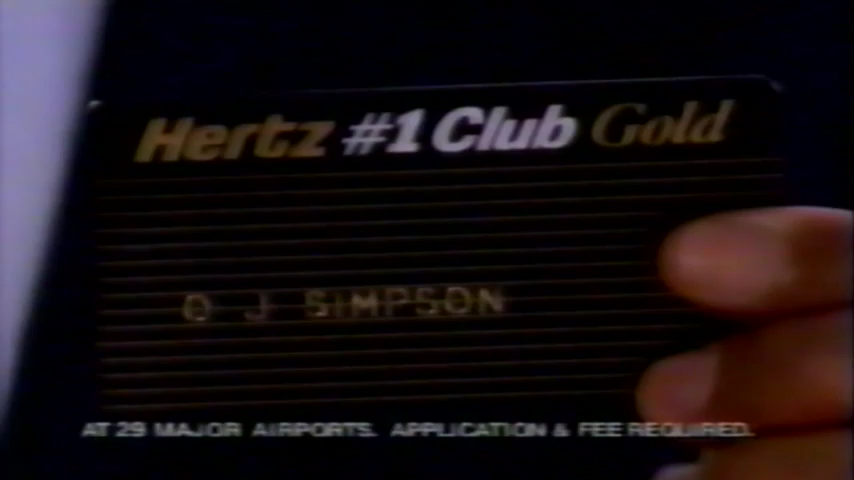 Hertz #1 Club Gold
O J SIMPSON
AT 29 MAJOR AIRPORTS. APPLICATION & FEE REQUIRED.